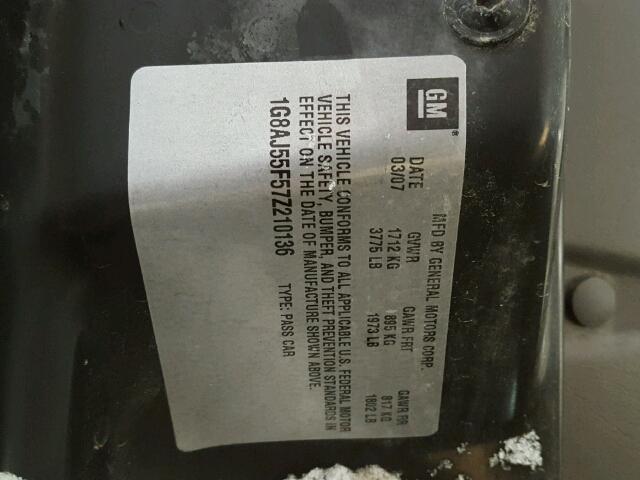 GM
®
MFD BY GENERAL MOTORS CORP.
DATE GVWR GAWR FRT GAWR RR
03/07 1712 KG 895 KG 817 KG
3775 LB 1973 LB 1802 LB
THIS VEHICLE CONFORMS TO ALL APPLICABLE U.S. FEDERAL MOTOR
VEHICLE SAFETY, BUMPER, AND THEFT PREVENTION STANDARDS IN
EFFECT ON THE DATE OF MANUFACTURE SHOWN ABOVE.
1G8AJ55F57Z210136 TYPE: PASS CAR